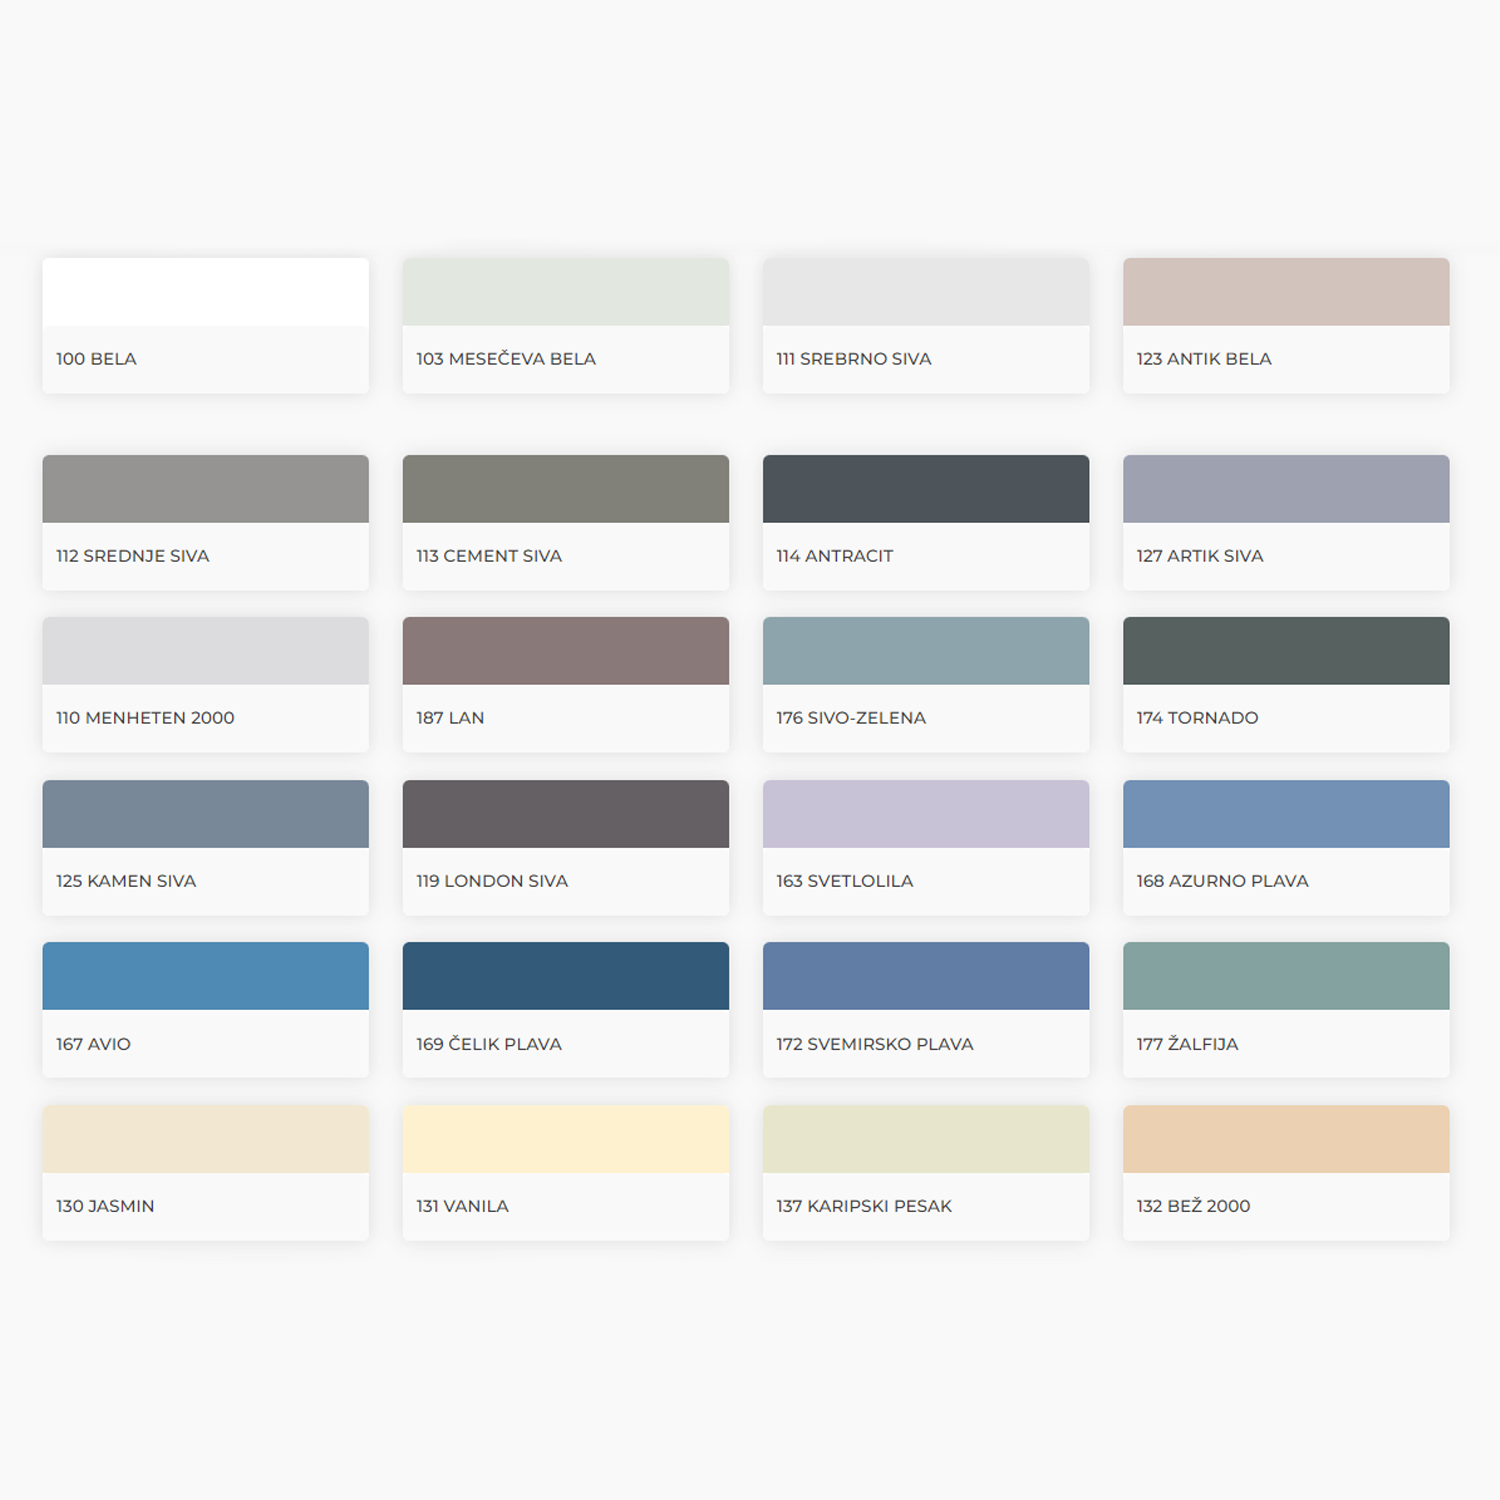 100 BELA
103 MESEČEVA BELA
111 SREBRNO SIVA
123 ANTIK BELA
112 SREDNJE SIVA
113 CEMENT SIVA
114 ANTRACIT
127 ARTIK SIVA
110 MENHETEN 2000
187 LAN
176 SIVO-ZELENA
174 TORNADO
125 KAMEN SIVA
119 LONDON SIVA
163 SVETLOLILA
168 AZURNO PLAVA
167 AVIO
169 ČELIK PLAVA
172 SVEMIRSKO PLAVA
177 ŽALFIJA
130 JASMIN
131 VANILA
137 KARIPSKI PESAK
132 BEŽ 2000